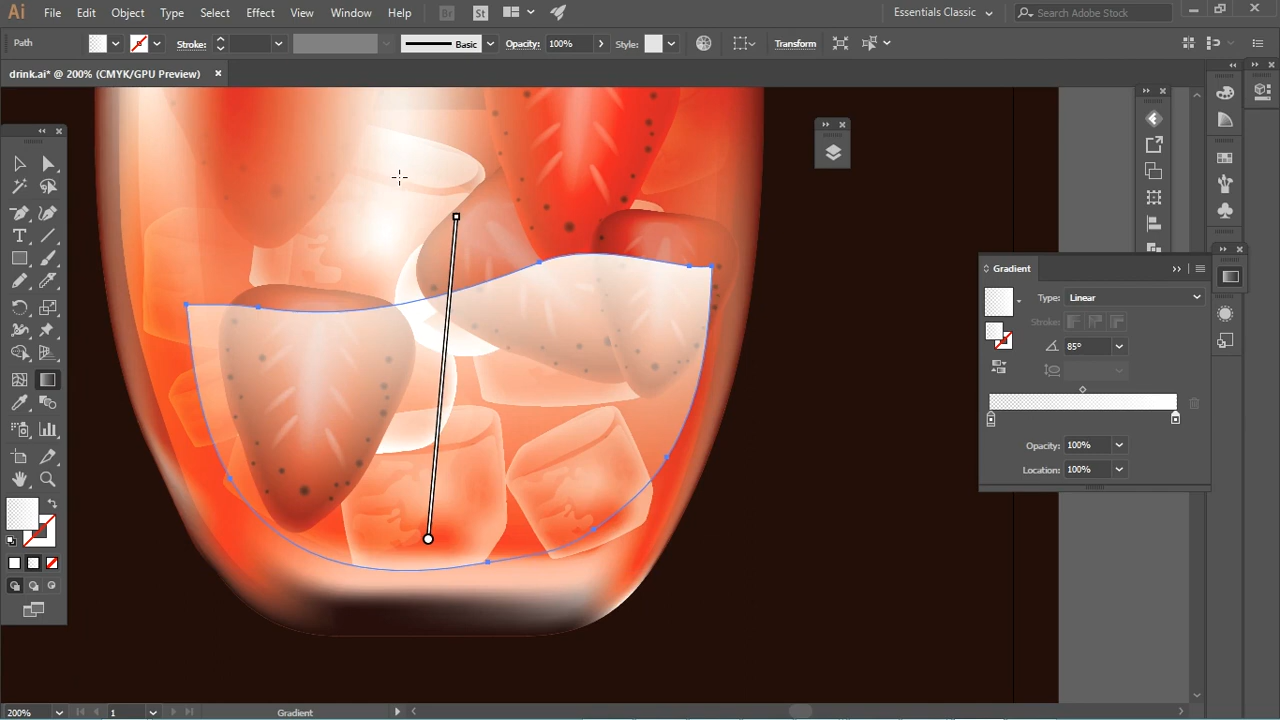 Ai File Edit Object Type Select Effect View Window Help Br St Essentials Classic Search Adobe Stock
Path Stroke: Basic Opacity: 100% Style: Transform
drink.ai* @ 200% (CMYK/GPU Preview)
Gradient
Type: Linear
Stroke:
85°
Opacity: 100%
Location: 100%
200% 1 Gradient